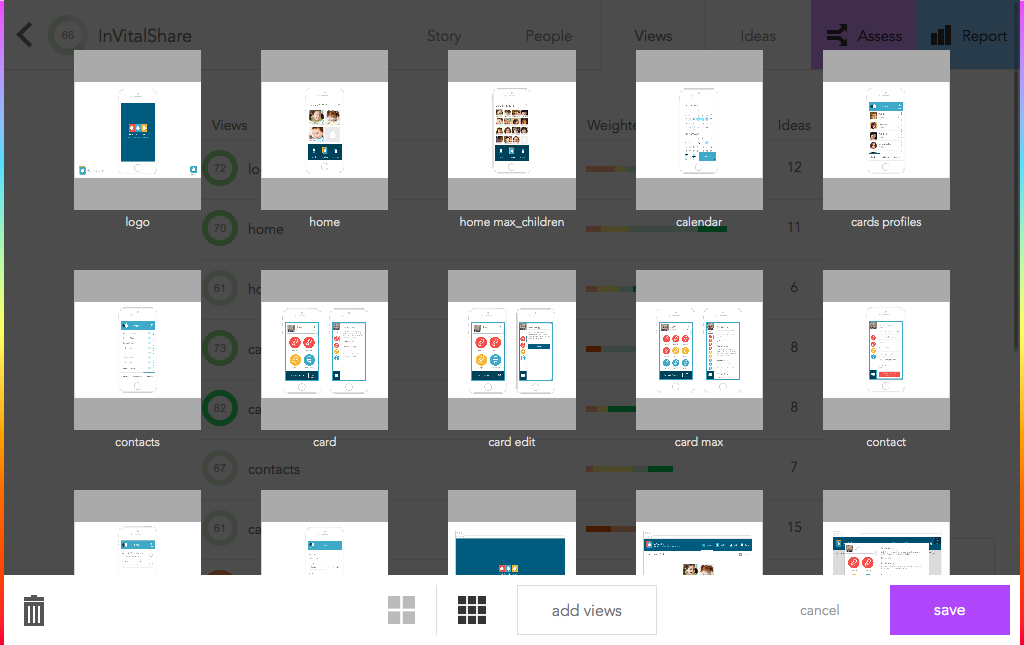 66 InVitalShare Story People Views Ideas Assess Report
Views Weighte Ideas
72 lo 12
logo home home max_children calendar cards profiles
70 home 11
61 ho 6
73 ca 8
82 ca 8
contacts card card edit card max contact
67 contacts 7
61 ca 15
add views cancel save